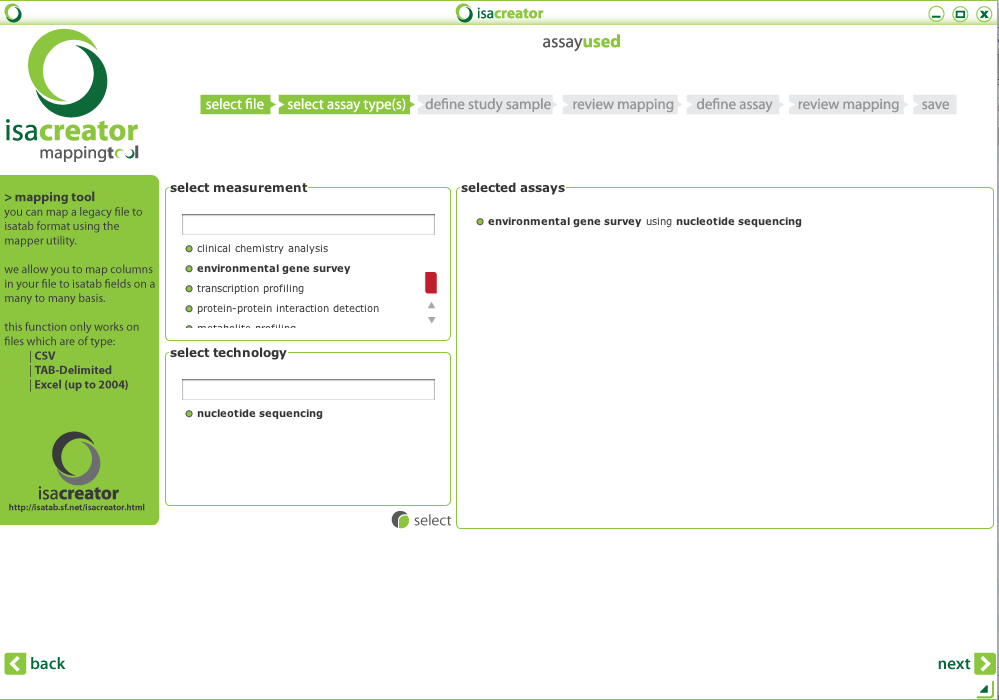 isacreator
assayused
isacreator
mappingtool
select file
select assay type(s)
define study sample
review mapping
define assay
review mapping
save
> mapping tool
you can map a legacy file to
isatab format using the
mapper utility.
we allow you to map columns
in your file to isatab fields on a
many to many basis.
this function only works on
files which are of type:
| CSV
| TAB-Delimited
| Excel (up to 2004)
isacreator
http://isatab.sf.net/isacreator.html
select measurement
clinical chemistry analysis
environmental gene survey
transcription profiling
protein-protein interaction detection
metabolite profiling
select technology
nucleotide sequencing
select
selected assays
environmental gene survey using nucleotide sequencing
back
next